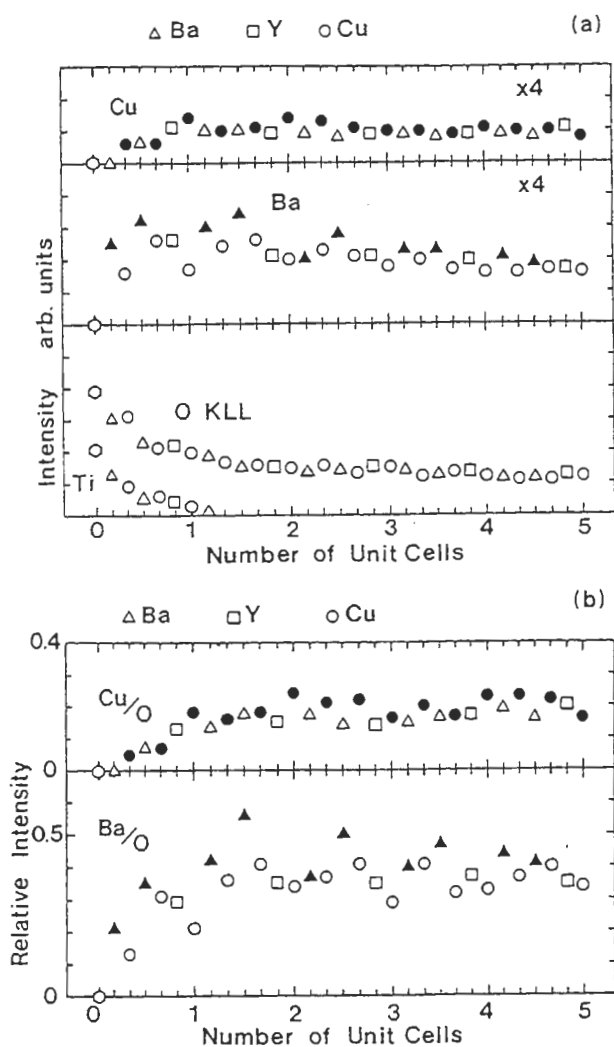 (a)
△ Ba □ Y ○ Cu
Cu
x4
Ba
x4
O KLL
Ti
Intensity arb. units
0 1 2 3 4 5
Number of Unit Cells
(b)
△ Ba □ Y ○ Cu
0.4
Cu/O
0
Ba/O
0.5
0
Relative Intensity
0 1 2 3 4 5
Number of Unit Cells